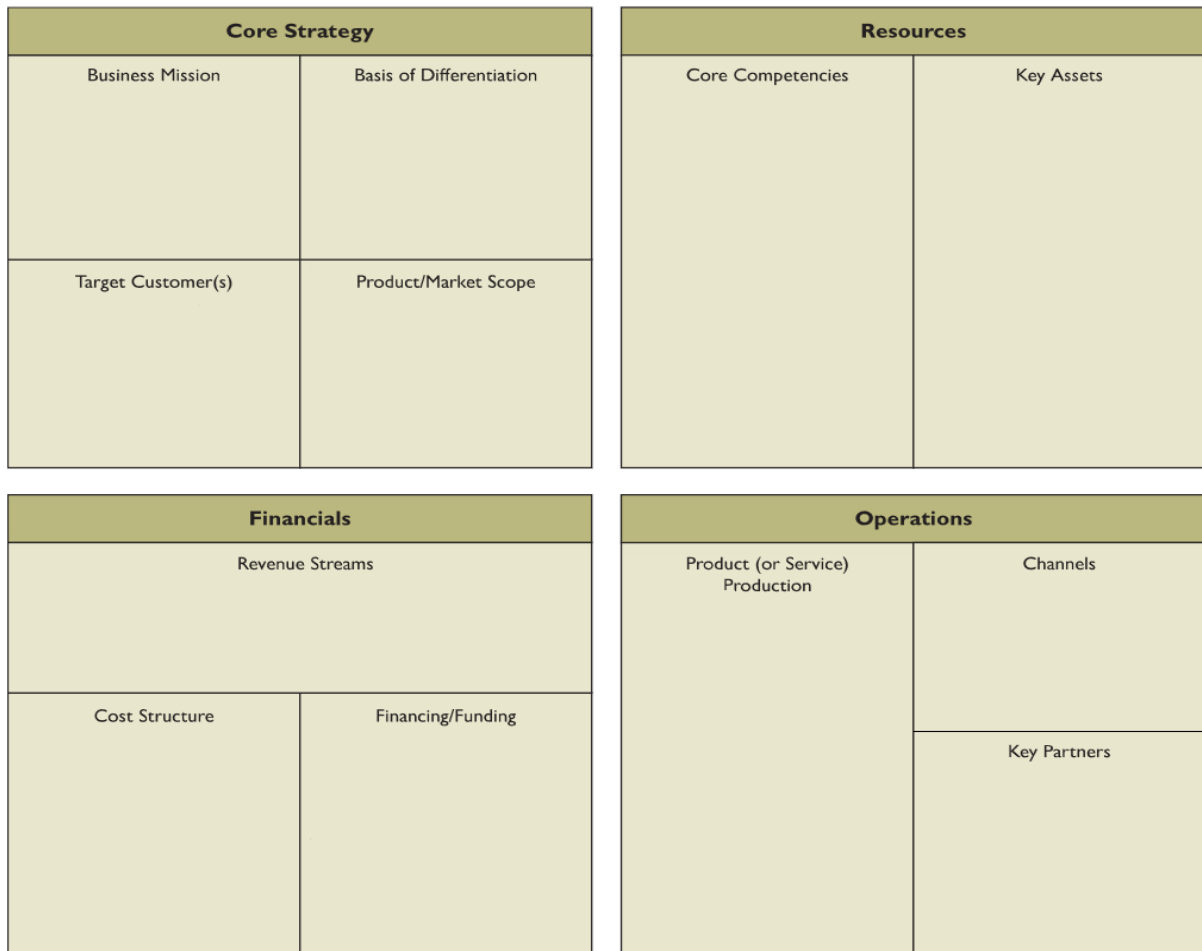 Core Strategy
Business Mission
Basis of Differentiation
Target Customer(s)
Product/Market Scope
Resources
Core Competencies
Key Assets
Financials
Revenue Streams
Cost Structure
Financing/Funding
Operations
Product (or Service)
Production
Channels
Key Partners